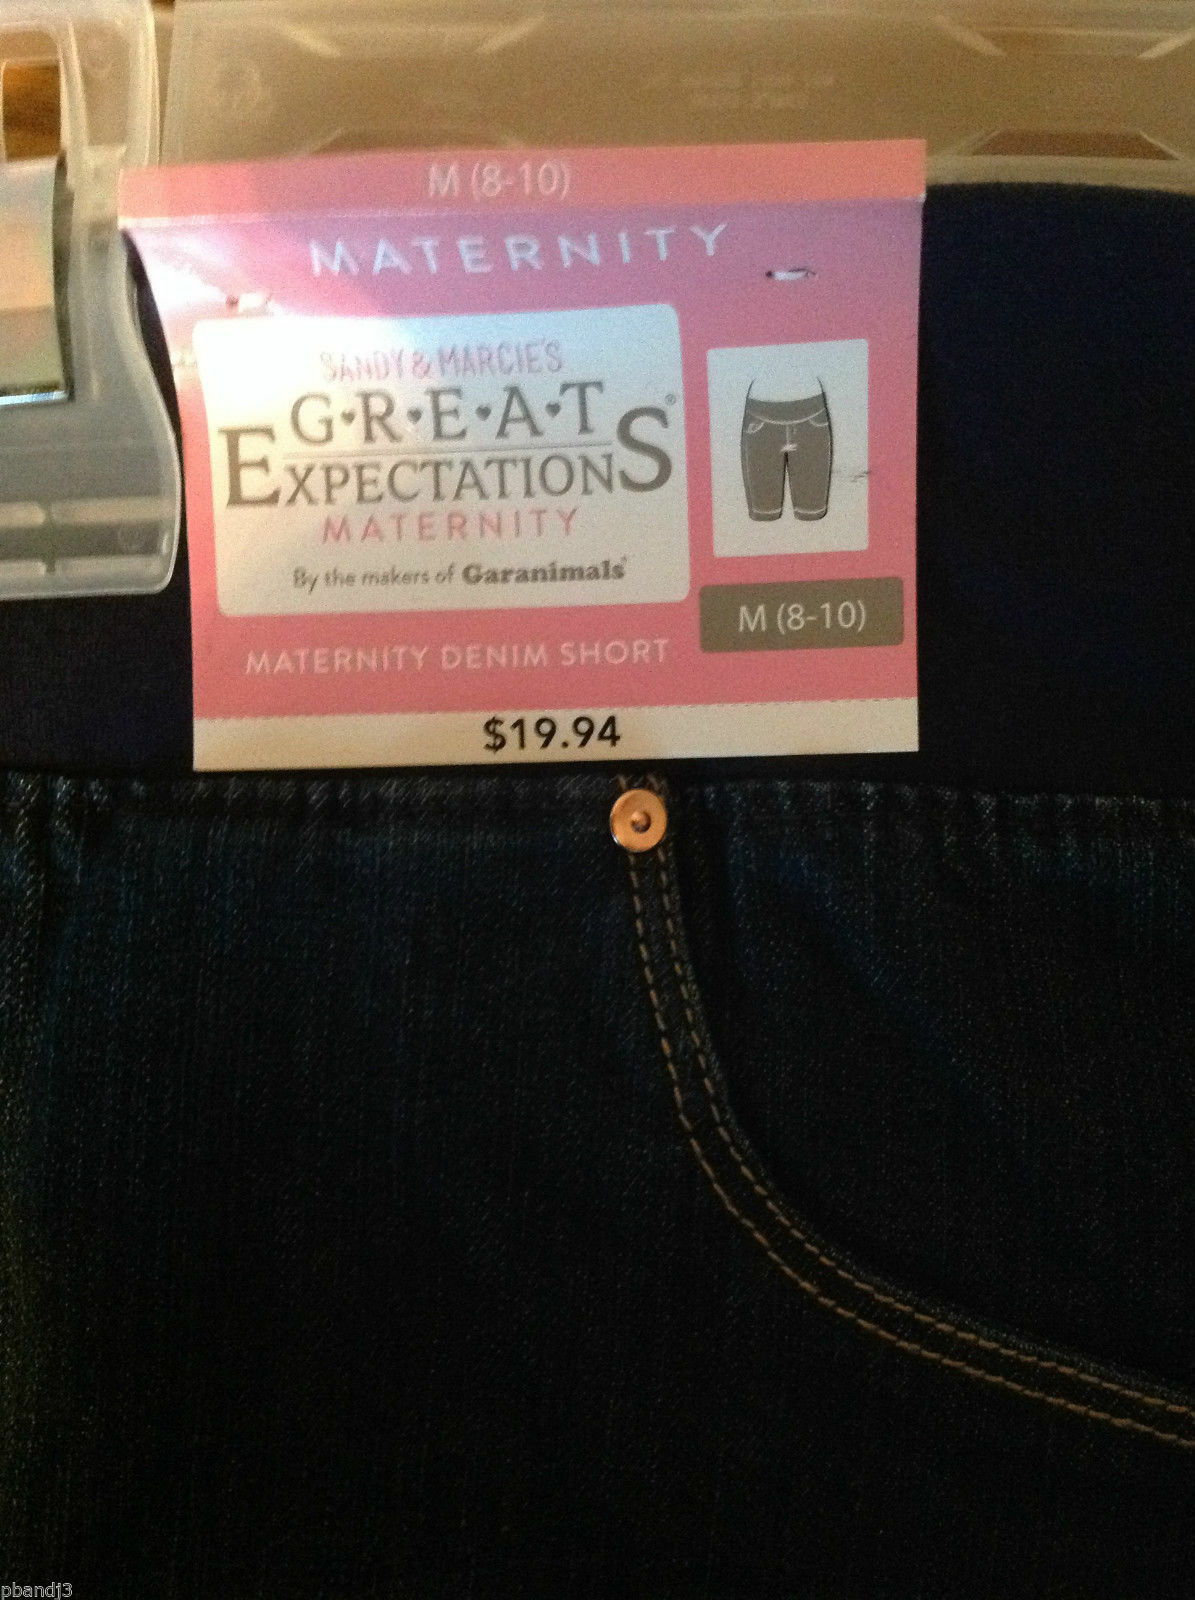 M (8-10)
MATERNITY
SANDY & MARCIE'S
G•R•E•A•T
EXPECTATIONS®
MATERNITY
By the makers of Garanimals®
M (8-10)
MATERNITY DENIM SHORT
$19.94
pbandj3